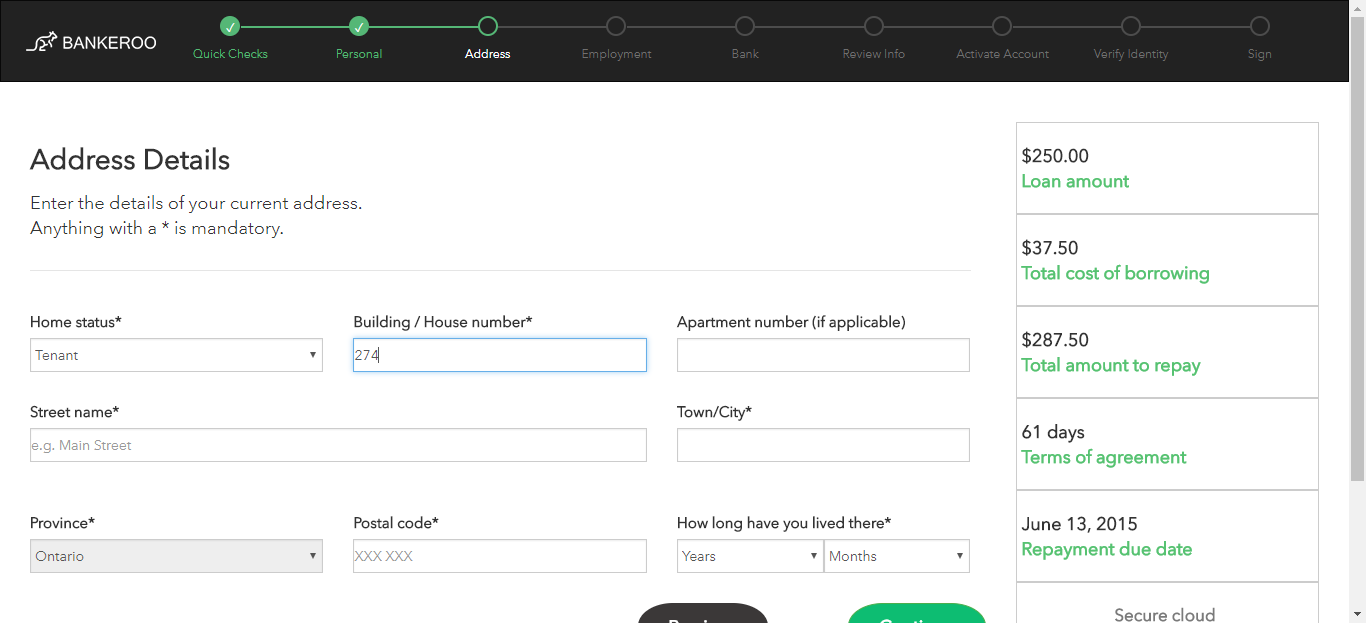 BANKEROO
Quick Checks
Personal
Address
Employment
Bank
Review Info
Activate Account
Verify Identity
Sign
Address Details
Enter the details of your current address.
Anything with a * is mandatory.
Home status*
Building / House number*
Apartment number (if applicable)
Tenant
274
Street name*
Town/City*
e.g. Main Street
Province*
Postal code*
How long have you lived there*
Ontario
XXX XXX
Years
Months
$250.00
Loan amount
$37.50
Total cost of borrowing
$287.50
Total amount to repay
61 days
Terms of agreement
June 13, 2015
Repayment due date
Secure cloud